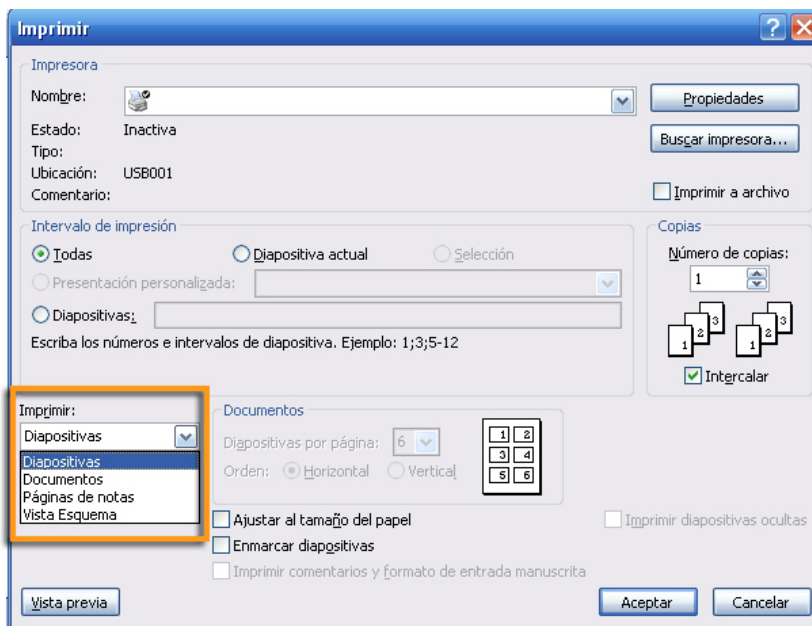 Imprimir
Impresora
Nombre:
Propiedades
Estado: Inactiva
Buscar impresora...
Tipo:
Ubicación: USB001
Comentario:
Imprimir a archivo
Intervalo de impresión
Copias
Todas Diapositiva actual Selección
Número de copias:
Presentación personalizada:
1
Diapositivas:
Escriba los números e intervalos de diapositiva. Ejemplo: 1;3;5-12
1 2 3 1 2 3
Intercalar
Imprimir:
Documentos
Diapositivas
Diapositivas por página: 6
1 2
3 4
5 6
Diapositivas
Documentos
Orden: Horizontal Vertical
Páginas de notas
Vista Esquema
Ajustar al tamaño del papel
Imprimir diapositivas ocultas
Enmarcar diapositivas
Imprimir comentarios y formato de entrada manuscrita
Vista previa
Aceptar
Cancelar